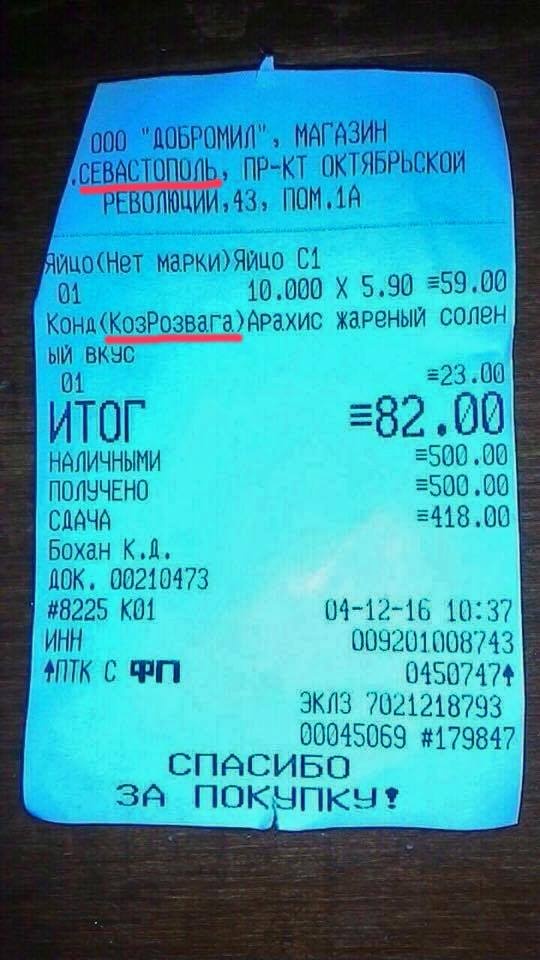 ООО "ДОБРОМИЛ", МАГАЗИН
.СЕВАСТОПОЛЬ, ПР-КТ ОКТЯБРЬСКОЙ
РЕВОЛЮЦИИ,43, ПОМ.1А
Яйцо(Нет марки)Яйцо С1
01 10.000 X 5.90 ≡59.00
Конд(КозРозвага)Арахис жареный солен
ый вкус
01 ≡23.00
ИТОГ ≡82.00
НАЛИЧНЫМИ ≡500.00
ПОЛУЧЕНО ≡500.00
СДАЧА ≡418.00
Бохан К.Д.
ДОК. 00210473
#8225 К01 04-12-16 10:37
ИНН 009201008743
↑ПТК С ФП 0450747↑
ЭКЛЗ 7021218793
00045069 #179847
СПАСИБО
ЗА ПОКУПКУ!